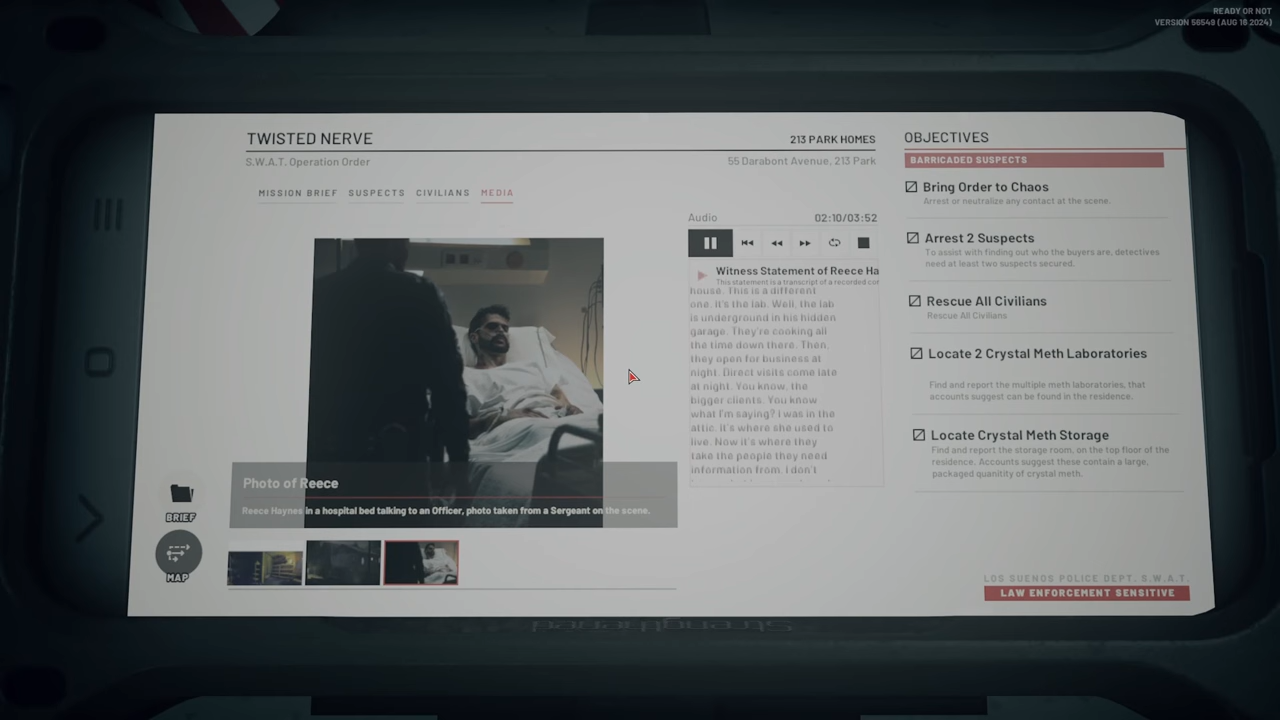 READY OR NOT
VERSION 56549 (AUG 16 2024)
TWISTED NERVE
213 PARK HOMES
S.W.A.T. Operation Order
55 Darabont Avenue, 213 Park
MISSION BRIEF
SUSPECTS
CIVILIANS
MEDIA
Audio
02:10/03:52
Witness Statement of Reece Ha
This statement is a transcript of a recorded cor
house. This is a different
one. It's the lab. Well, the lab
is underground in his hidden
garage. They're cooking all
the time down there. Then,
they open for business at
night. Direct visits come late
at night. You know, the
bigger clients. You know
what I'm saying? I was in the
attic. It's where she used to
live. Now it's where they
take the people they need
information from. I don't
Photo of Reece
Reece Haynes in a hospital bed talking to an Officer, photo taken from a Sergeant on the scene.
BRIEF
MAP
OBJECTIVES
BARRICADED SUSPECTS
Bring Order to Chaos
Arrest or neutralize any contact at the scene.
Arrest 2 Suspects
To assist with finding out who the buyers are, detectives
need at least two suspects secured.
Rescue All Civilians
Rescue All Civilians
Locate 2 Crystal Meth Laboratories
Find and report the multiple meth laboratories, that
accounts suggest can be found in the residence.
Locate Crystal Meth Storage
Find and report the storage room, on the top floor of the
residence. Accounts suggest these contain a large,
packaged quanitity of crystal meth.
LOS SUENOS POLICE DEPT. S.W.A.T.
LAW ENFORCEMENT SENSITIVE